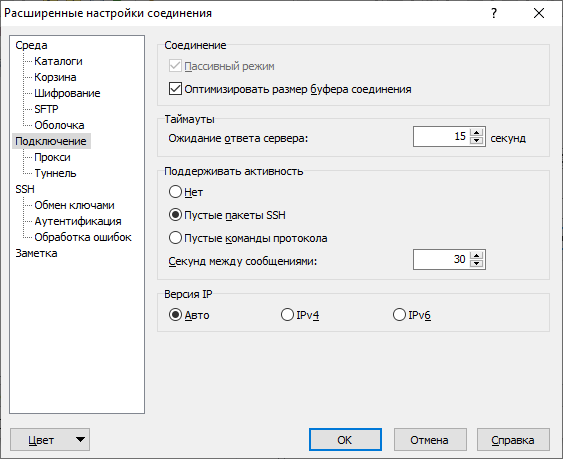 Расширенные настройки соединения
Среда
Каталоги
Корзина
Шифрование
SFTP
Оболочка
Подключение
Прокси
Туннель
SSH
Обмен ключами
Аутентификация
Обработка ошибок
Заметка
Соединение
Пассивный режим
Оптимизировать размер буфера соединения
Таймауты
Ожидание ответа сервера: 15 секунд
Поддерживать активность
Нет
Пустые пакеты SSH
Пустые команды протокола
Секунд между сообщениями: 30
Версия IP
Авто IPv4 IPv6
Цвет OK Отмена Справка